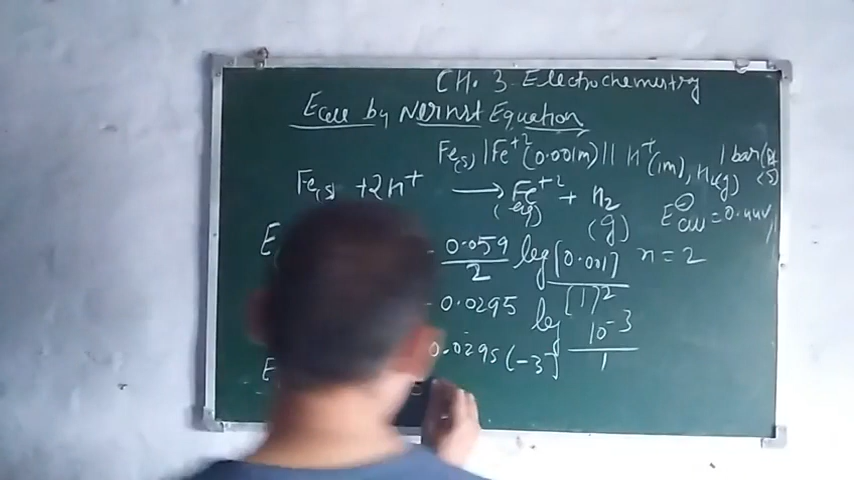 CH. 3 Electrochemistry
Ecell by Nernst Equation
Fe(s) | Fe+2 (0.001m) || H+ (1m), H2(g) 1 bar
Fe(s) + 2H+ → Fe+2 (aq) + H2 (g)
E⊖cell = 0.44V
E - 0.059/2 log [0.001]/(1)2 n = 2
- 0.0295 log 10-3/1
E 0.0295 (-3)